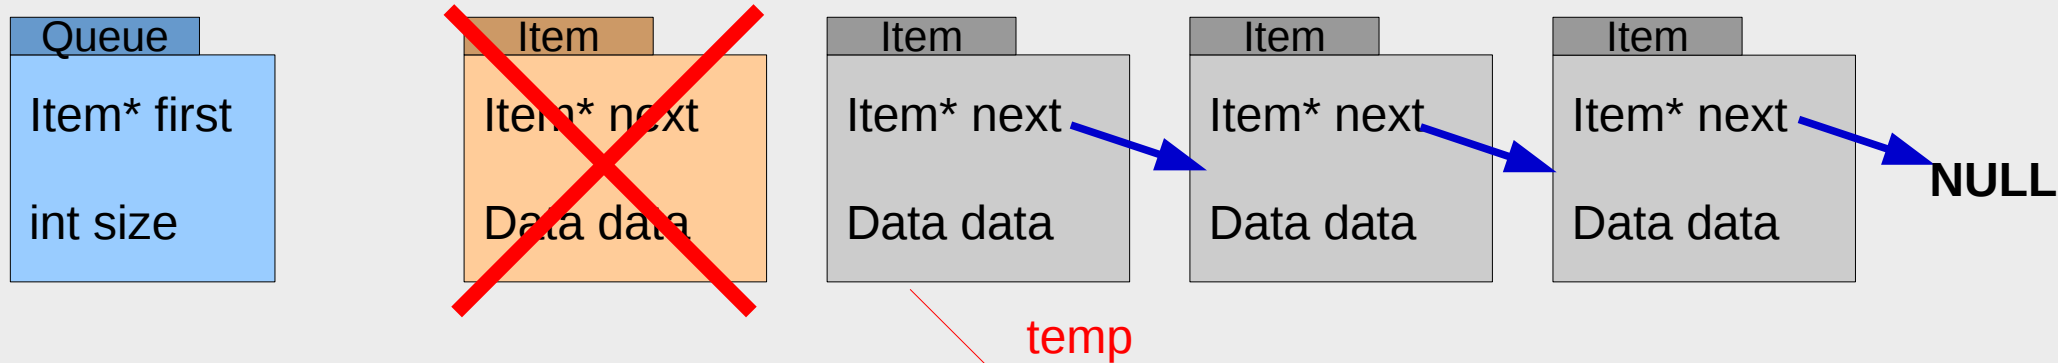 Queue
Item* first
int size
Item
Item* next
Data data
Item
Item* next
Data data
Item
Item* next
Data data
Item
Item* next
Data data
NULL
temp